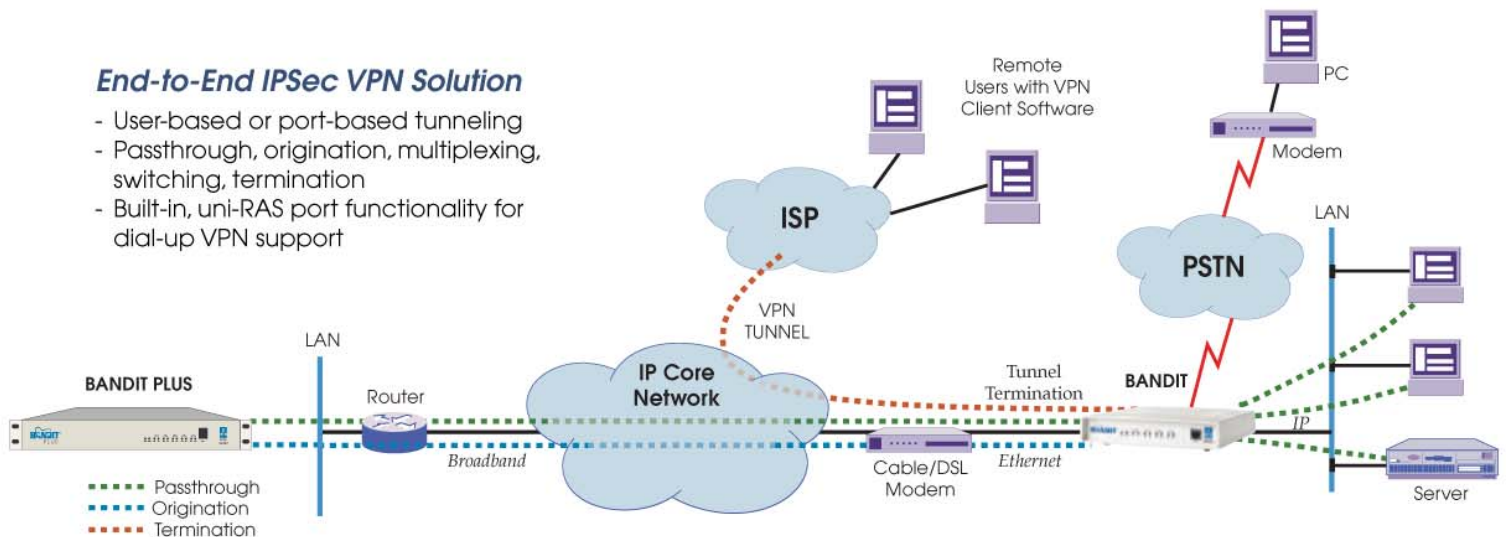 End-to-End IPSec VPN Solution
- User-based or port-based tunneling
- Passthrough, origination, multiplexing,
switching, termination
- Built-in, uni-RAS port functionality for
dial-up VPN support
Remote
Users with VPN
Client Software
PC
Modem
ISP
PSTN
LAN
VPN
TUNNEL
LAN
BANDIT PLUS
Router
IP Core
Network
Tunnel
Termination
BANDIT
BANDIT
PLUS
BANDIT
IP
Broadband
Cable/DSL
Modem
Ethernet
Server
Passthrough
Origination
Termination